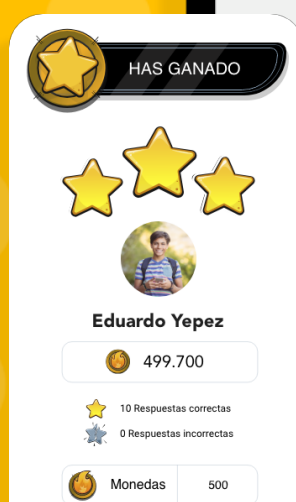 HAS GANADO
Eduardo Yepez
499.700
10 Respuestas correctas
0 Respuestas incorrectas
Monedas 500